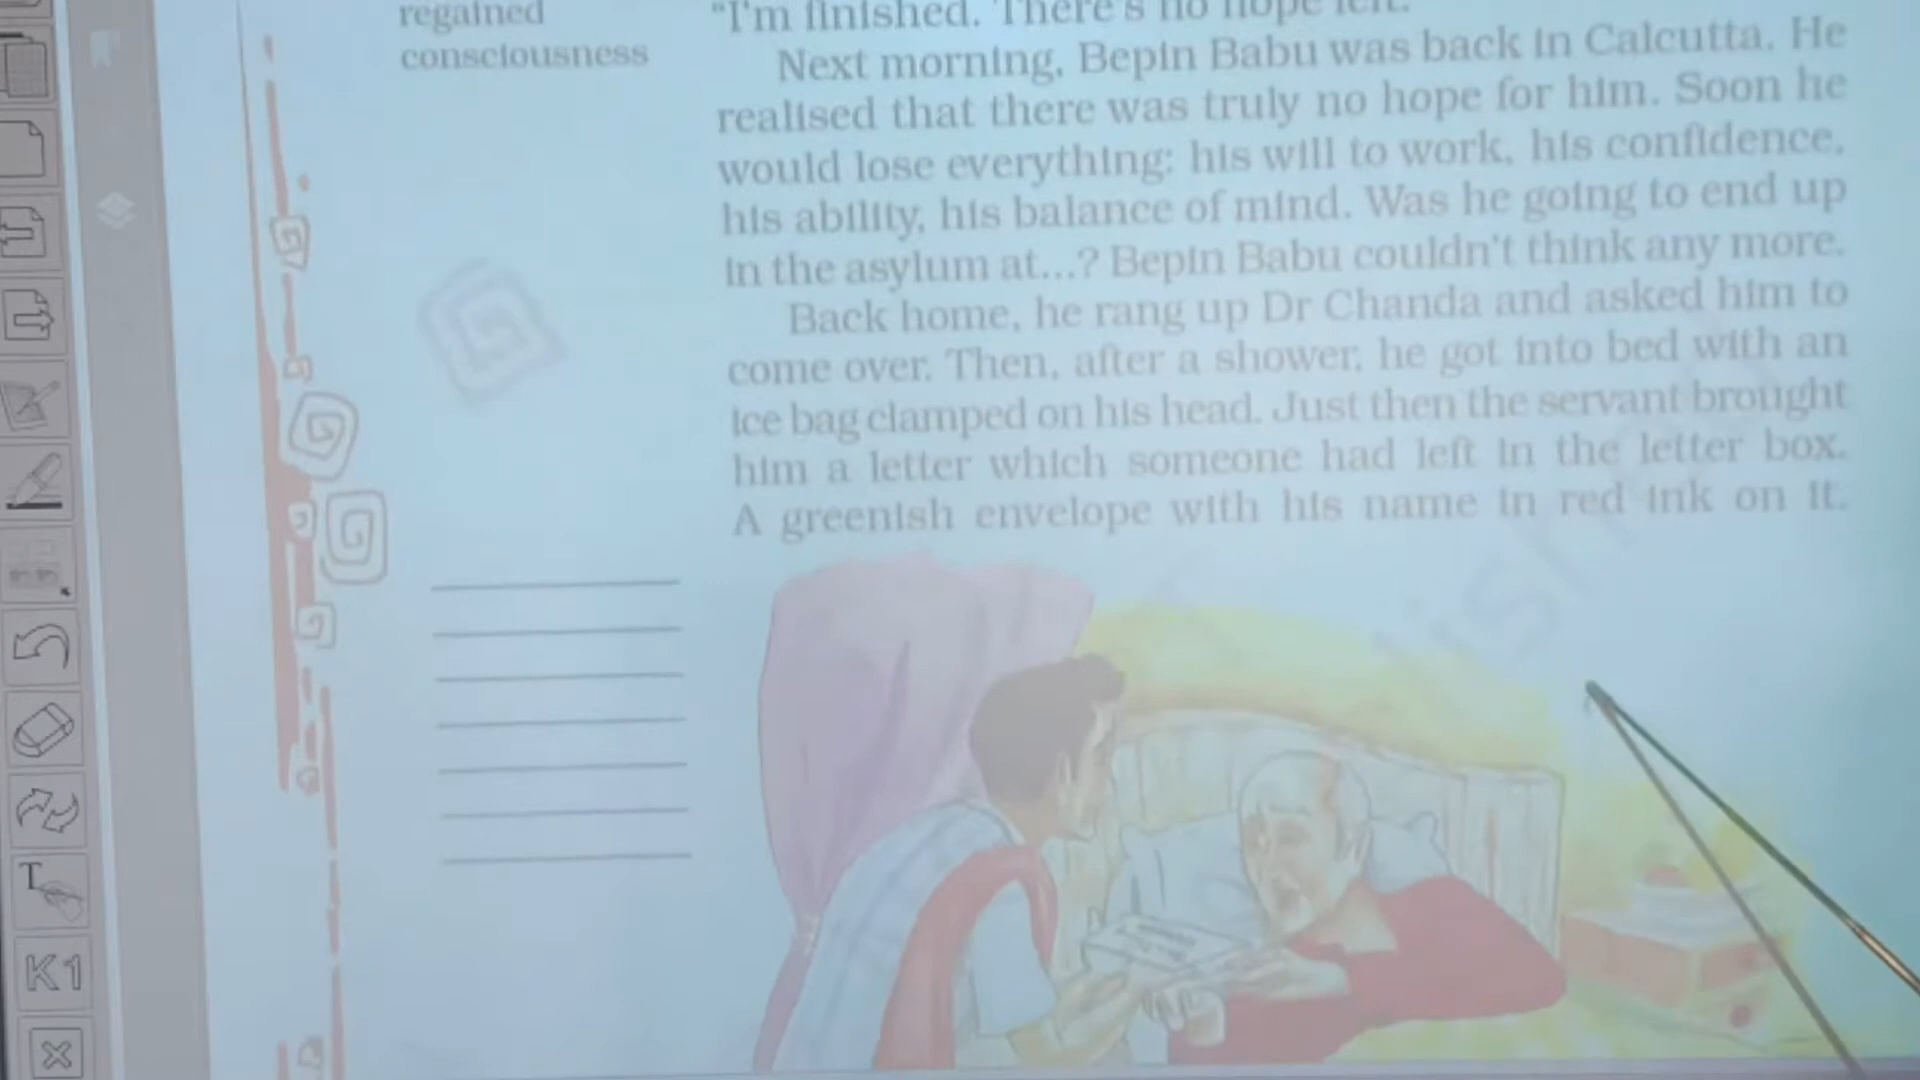 regained
consciousness
"I'm finished. There's no hope left.
Next morning, Bepin Babu was back in Calcutta. He
realised that there was truly no hope for him. Soon he
would lose everything: his will to work, his confidence,
his ability, his balance of mind. Was he going to end up
in the asylum at...? Bepin Babu couldn't think any more.
Back home, he rang up Dr Chanda and asked him to
come over. Then, after a shower, he got into bed with an
ice bag clamped on his head. Just then the servant brought
him a letter which someone had left in the letter box.
A greenish envelope with his name in red ink on it.
T
K1